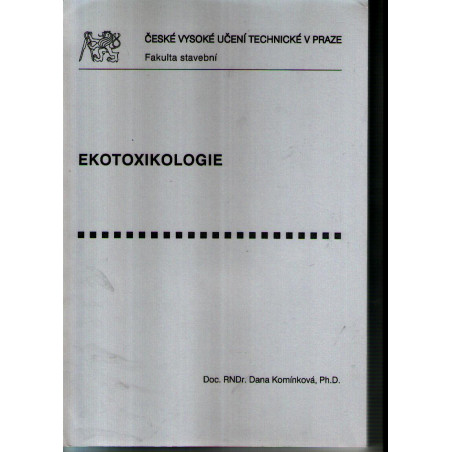 ČESKÉ VYSOKÉ UČENÍ TECHNICKÉ V PRAZE
Fakulta stavební
EKOTOXIKOLOGIE
Doc. RNDr. Dana Komínková, Ph.D.